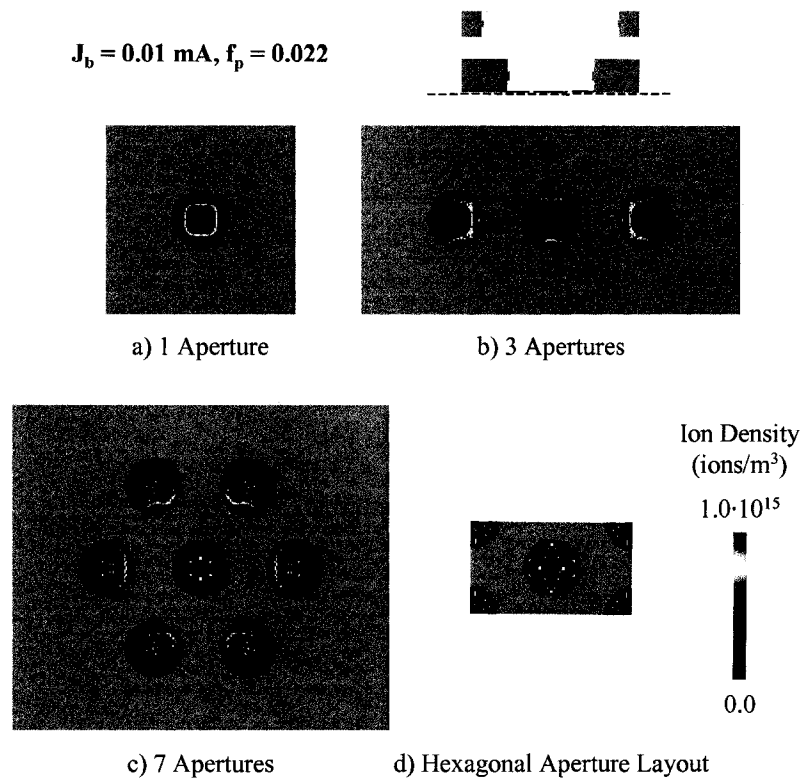 J_b = 0.01 mA, f_p = 0.022
a) 1 Aperture
b) 3 Apertures
c) 7 Apertures
d) Hexagonal Aperture Layout
Ion Density
(ions/m³)
1.0·10¹⁵
0.0